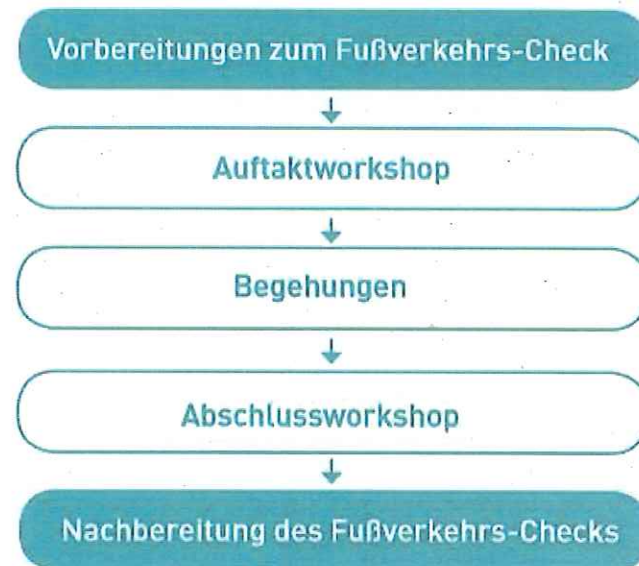 Vorbereitungen zum Fußverkehrs-Check
Auftaktworkshop
Begehungen
Abschlussworkshop
Nachbereitung des Fußverkehrs-Checks